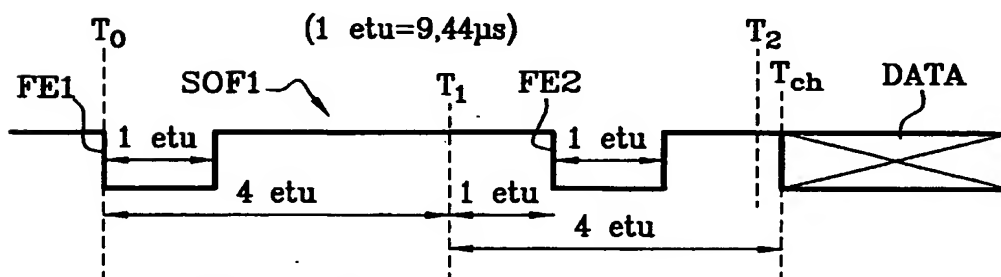 T0 (1 etu=9,44µs) T2
FE1 SOF1 T1 FE2 Tch DATA
1 etu 1 etu
4 etu 1 etu
4 etu